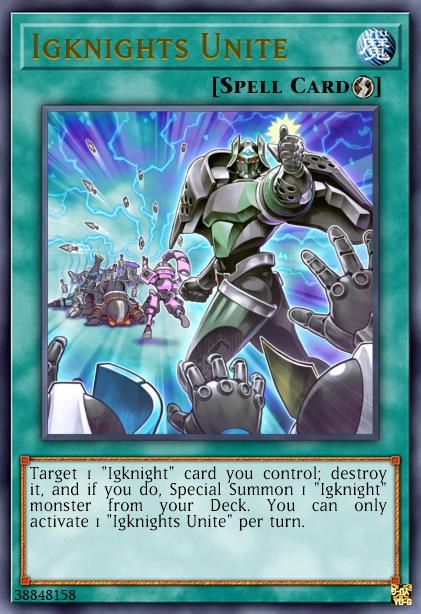 Igknights Unite
魔
[Spell Card]
Target 1 "Igknight" card you control; destroy
it, and if you do, Special Summon 1 "Igknight"
monster from your Deck. You can only
activate 1 "Igknights Unite" per turn.
38848158